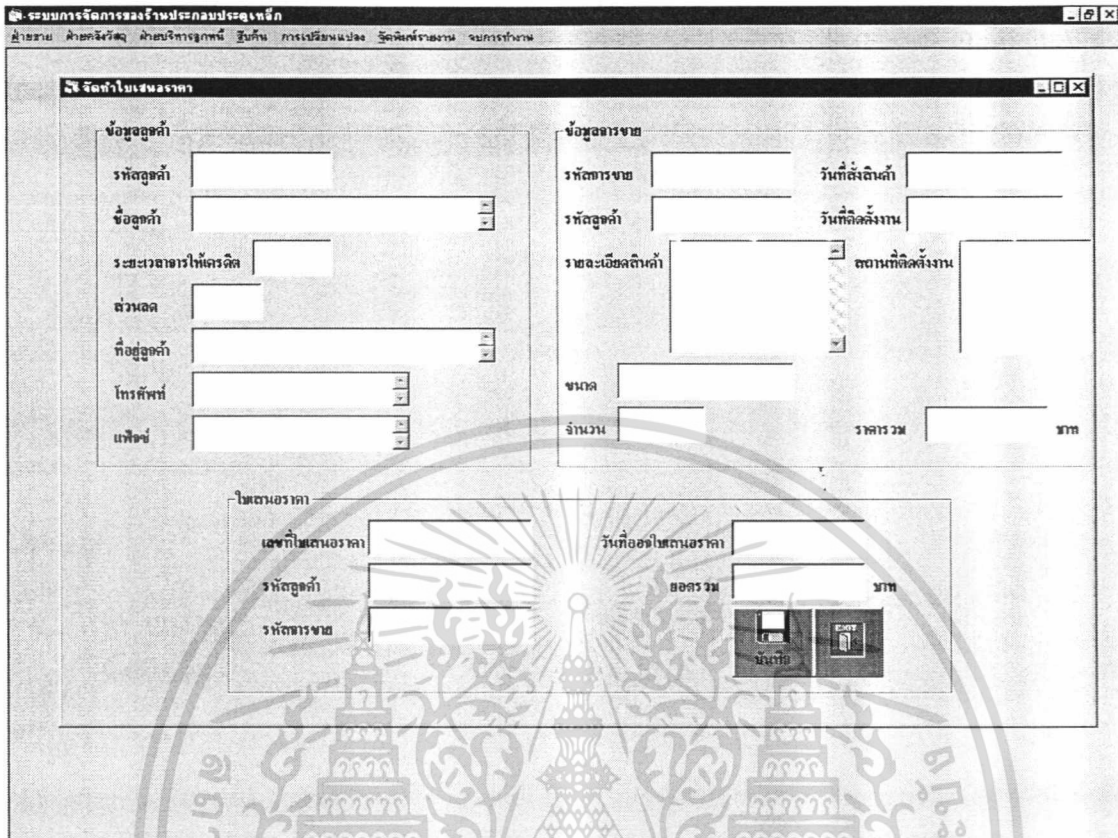 ระบบการจัดการของร้านประกอบประตูเหล็ก
ฝ่ายขาย ฝ่ายคลังวัสดุ ฝ่ายบริหารลูกหนี้ สืบค้น การเปลี่ยนแปลง จัดพิมพ์รายงาน จบการทำงาน
จัดทำใบเสนอราคา
ข้อมูลลูกค้า
รหัสลูกค้า
ชื่อลูกค้า
ระยะเวลาการให้เครดิต
ส่วนลด
ที่อยู่ลูกค้า
โทรศัพท์
แฟ็กซ์
ข้อมูลการขาย
รหัสการขาย วันที่สั่งสินค้า
รหัสลูกค้า วันที่ติดตั้งงาน
รายละเอียดสินค้า สถานที่ติดตั้งงาน
ขนาด
จำนวน ราคารวม บาท
ใบเสนอราคา
เลขที่ใบเสนอราคา วันที่ออกใบเสนอราคา
รหัสลูกค้า ยอดรวม บาท
รหัสการขาย
บันทึก EXIT